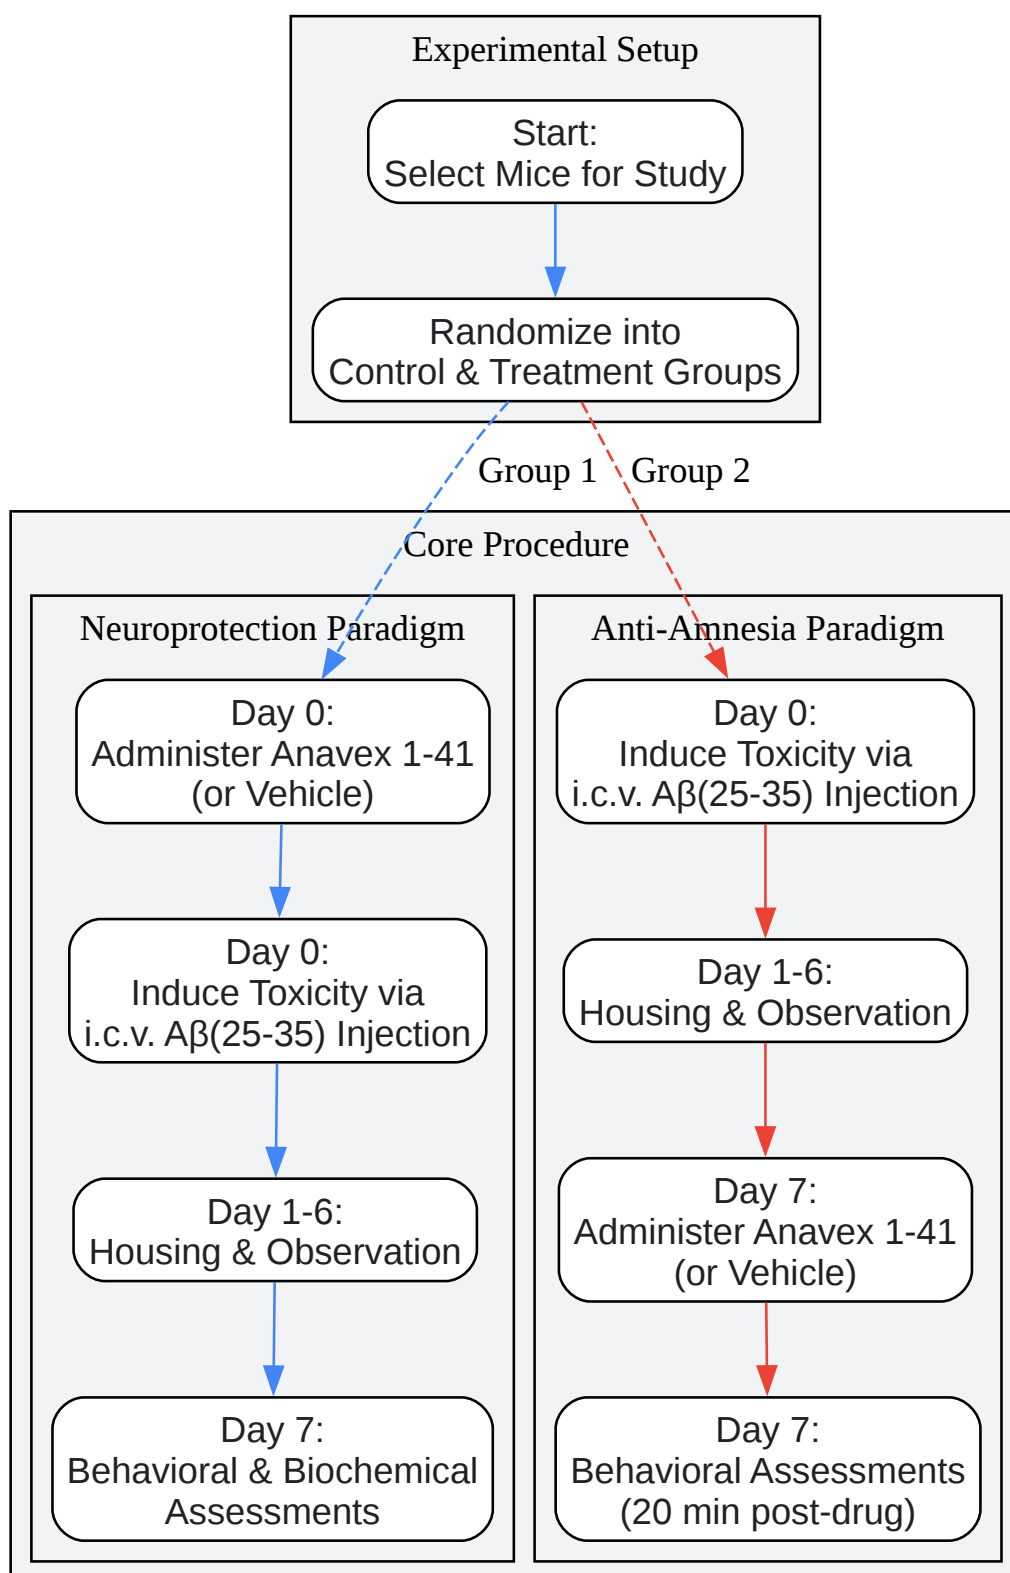 Experimental Setup
Start:
Select Mice for Study
Randomize into
Control & Treatment Groups
Group 1
Group 2
Core Procedure
Neuroprotection Paradigm
Day 0:
Administer Anavex 1-41
(or Vehicle)
Day 0:
Induce Toxicity via
i.c.v. Aβ(25-35) Injection
Day 1-6:
Housing & Observation
Day 7:
Behavioral & Biochemical
Assessments
Anti-Amnesia Paradigm
Day 0:
Induce Toxicity via
i.c.v. Aβ(25-35) Injection
Day 1-6:
Housing & Observation
Day 7:
Administer Anavex 1-41
(or Vehicle)
Day 7:
Behavioral Assessments
(20 min post-drug)